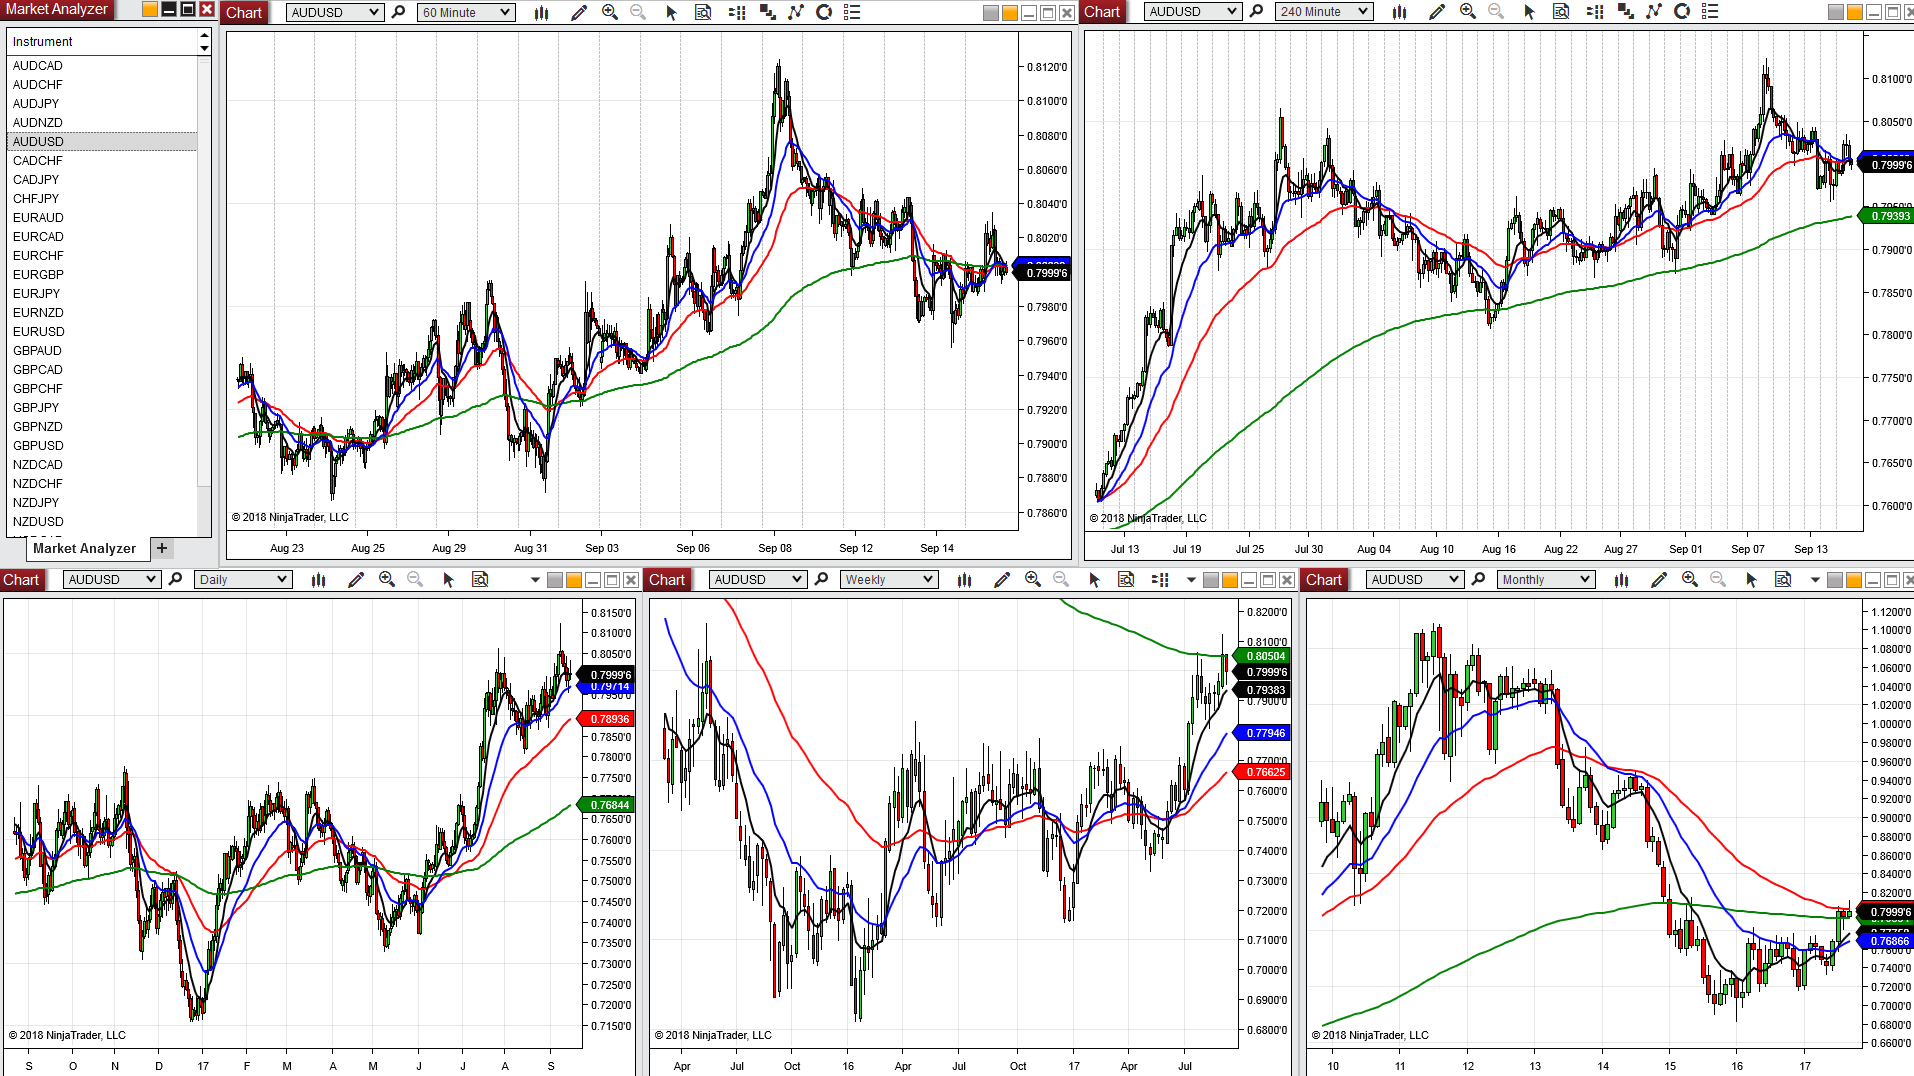 Market Analyzer
Instrument
AUDCAD
AUDCHF
AUDJPY
AUDNZD
AUDUSD
CADCHF
CADJPY
CHFJPY
EURAUD
EURCAD
EURCHF
EURGBP
EURJPY
EURNZD
EURUSD
GBPAUD
GBPCAD
GBPCHF
GBPJPY
GBPNZD
GBPUSD
NZDCAD
NZDCHF
NZDJPY
NZDUSD
Market Analyzer +
Chart AUDUSD 60 Minute
0.8120'0
0.8100'0
0.8080'0
0.8060'0
0.8040'0
0.8020'0
0.7999'6
0.7980'0
0.7960'0
0.7940'0
0.7920'0
0.7900'0
0.7880'0
0.7860'0
© 2018 NinjaTrader, LLC
Aug 23 Aug 25 Aug 29 Aug 31 Sep 03 Sep 06 Sep 08 Sep 12 Sep 14
Chart AUDUSD 240 Minute
0.8100'0
0.8050'0
0.7999'6
0.79393
0.7900'0
0.7850'0
0.7800'0
0.7750'0
0.7700'0
0.7650'0
0.7600'0
© 2018 NinjaTrader, LLC
Jul 13 Jul 19 Jul 25 Jul 30 Aug 04 Aug 10 Aug 16 Aug 22 Aug 27 Sep 01 Sep 07 Sep 13
Chart AUDUSD Daily
0.8150'0
0.8100'0
0.8050'0
0.7999'6
0.79714
0.7950'0
0.78936
0.7850'0
0.7800'0
0.7750'0
0.76844
0.7650'0
0.7600'0
0.7550'0
0.7500'0
0.7450'0
0.7400'0
0.7350'0
0.7300'0
0.7250'0
0.7200'0
0.7150'0
© 2018 NinjaTrader, LLC
S O N D 17 F M A M J J A S
Chart AUDUSD Weekly
0.8200'0
0.8100'0
0.80504
0.7999'6
0.79383
0.7900'0
0.77946
0.7700'0
0.76625
0.7600'0
0.7500'0
0.7400'0
0.7300'0
0.7200'0
0.7100'0
0.7000'0
0.6900'0
0.6800'0
© 2018 NinjaTrader, LLC
Apr Jul Oct 16 Apr Jul Oct 17 Apr Jul
Chart AUDUSD Monthly
1.1200'0
1.1000'0
1.0800'0
1.0600'0
1.0400'0
1.0200'0
1.0000'0
0.9800'0
0.9600'0
0.9400'0
0.9200'0
0.9000'0
0.8800'0
0.8600'0
0.8400'0
0.8200'0
0.7999'6
0.76866
0.7400'0
0.7200'0
0.7000'0
0.6800'0
0.6600'0
© 2018 NinjaTrader, LLC
10 11 12 13 14 15 16 17